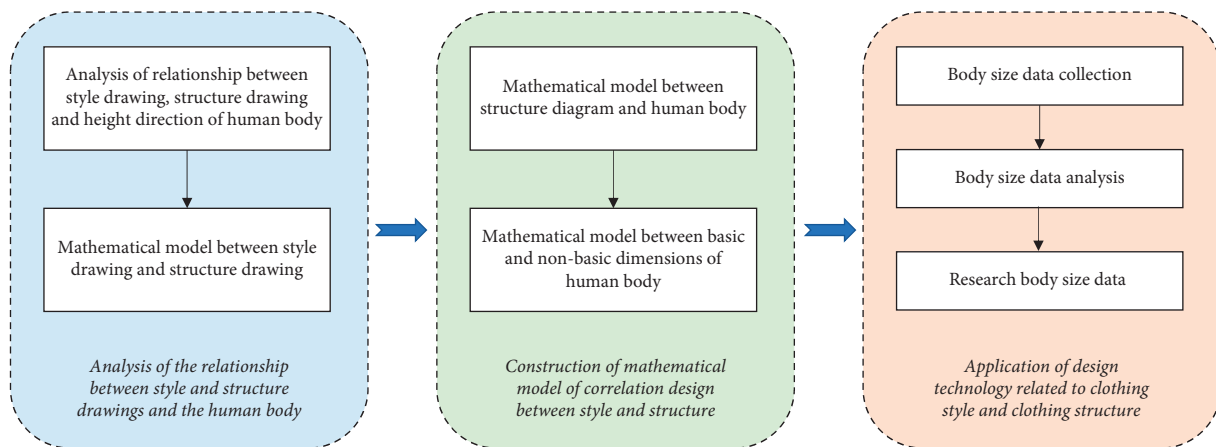 Analysis of relationship between
style drawing, structure drawing
and height direction of human body
Mathematical model between style
drawing and structure drawing
Analysis of the relationship
between style and structure
drawings and the human body
Mathematical model between
structure diagram and human body
Mathematical model between basic
and non-basic dimensions of
human body
Construction of mathematical
model of correlation design
between style and structure
Body size data collection
Body size data analysis
Research body size data
Application of design
technology related to clothing
style and clothing structure